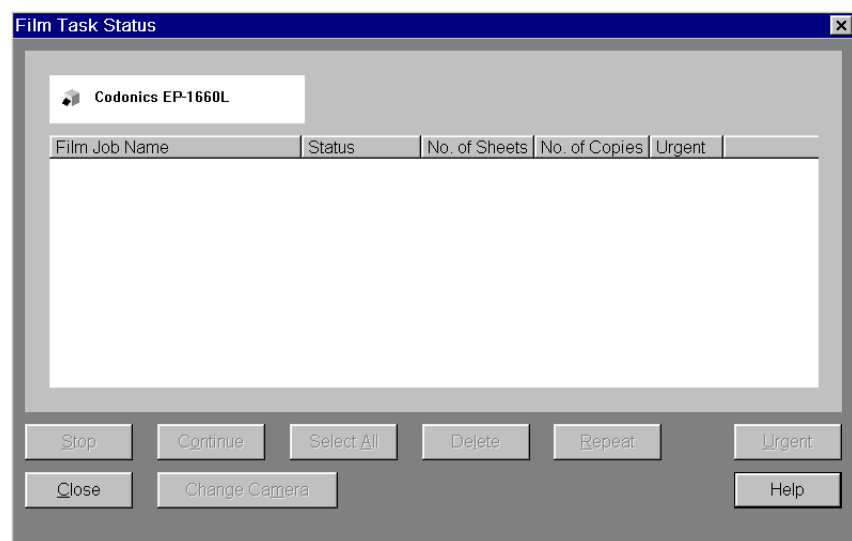 Film Task Status
Codonics EP-1660L
Film Job Name Status No. of Sheets No. of Copies Urgent
Stop Continue Select All Delete Repeat Urgent
Close Change Camera Help